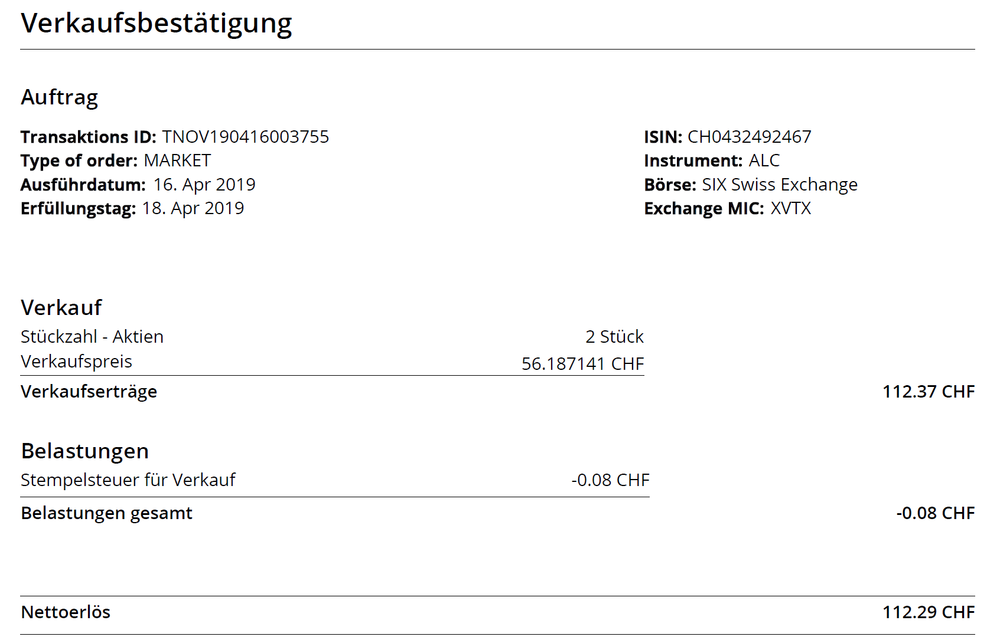 Verkaufsbestätigung
Auftrag
Transaktions ID: TNOV190416003755
Type of order: MARKET
Ausführdatum: 16. Apr 2019
Erfüllungstag: 18. Apr 2019
ISIN: CH0432492467
Instrument: ALC
Börse: SIX Swiss Exchange
Exchange MIC: XVTX
Verkauf
Stückzahl - Aktien 2 Stück
Verkaufspreis 56.187141 CHF
Verkaufserträge 112.37 CHF
Belastungen
Stempelsteuer für Verkauf -0.08 CHF
Belastungen gesamt -0.08 CHF
Nettoerlös 112.29 CHF